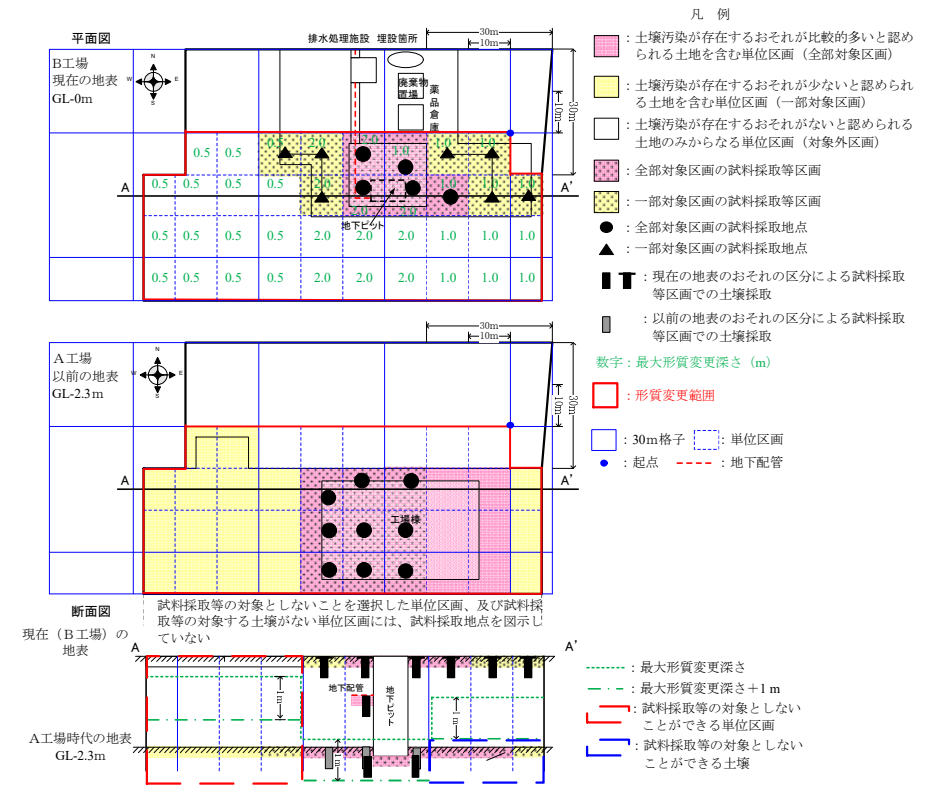 平面図
B工場
現在の地表
GL-0m
N
W
E
S
排水処理施設 埋設箇所
30m
10m
廃棄物
置場
薬品倉庫
10m
30m
0.5 0.5 0.5 2.0 2.0 1.0 1.0 1.0
A
0.5 0.5 0.5 0.5 2.0 2.0 1.0 1.0 1.0 1.0
A'
地下ピット
0.5 0.5 0.5 0.5 2.0 2.0 2.0 1.0 1.0 1.0
0.5 0.5 0.5 0.5 2.0 2.0 2.0 1.0 1.0 1.0
A工場
以前の地表
GL-2.3m
N
W
E
S
30m
10m
10m
30m
A
A'
工場棟
断面図
試料採取等の対象としないことを選択した単位区画、及び試料採
取等の対象する土壌がない単位区画には、試料採取地点を図示し
ていない
現在(B工場)の
地表
A
A'
1m
地下配管
地下ピット
1m
1m
A工場時代の地表
GL-2.3m
凡 例
:土壌汚染が存在するおそれが比較的多いと認め
られる土地を含む単位区画(全部対象区画)
:土壌汚染が存在するおそれが少ないと認められ
る土地を含む単位区画(一部対象区画)
:土壌汚染が存在するおそれがないと認められる
土地のみからなる単位区画(対象外区画)
:全部対象区画の試料採取等区画
:一部対象区画の試料採取等区画
:全部対象区画の試料採取地点
:一部対象区画の試料採取地点
:現在の地表のおそれの区分による試料採取
等区画での土壌採取
:以前の地表のおそれの区分による試料採取
等区画での土壌採取
数字:最大形質変更深さ(m)
:形質変更範囲
:30m格子 :単位区画
:起点 :地下配管
:最大形質変更深さ
:最大形質変更深さ+1m
:試料採取等の対象としない
ことができる単位区画
:試料採取等の対象としない
ことができる土壌